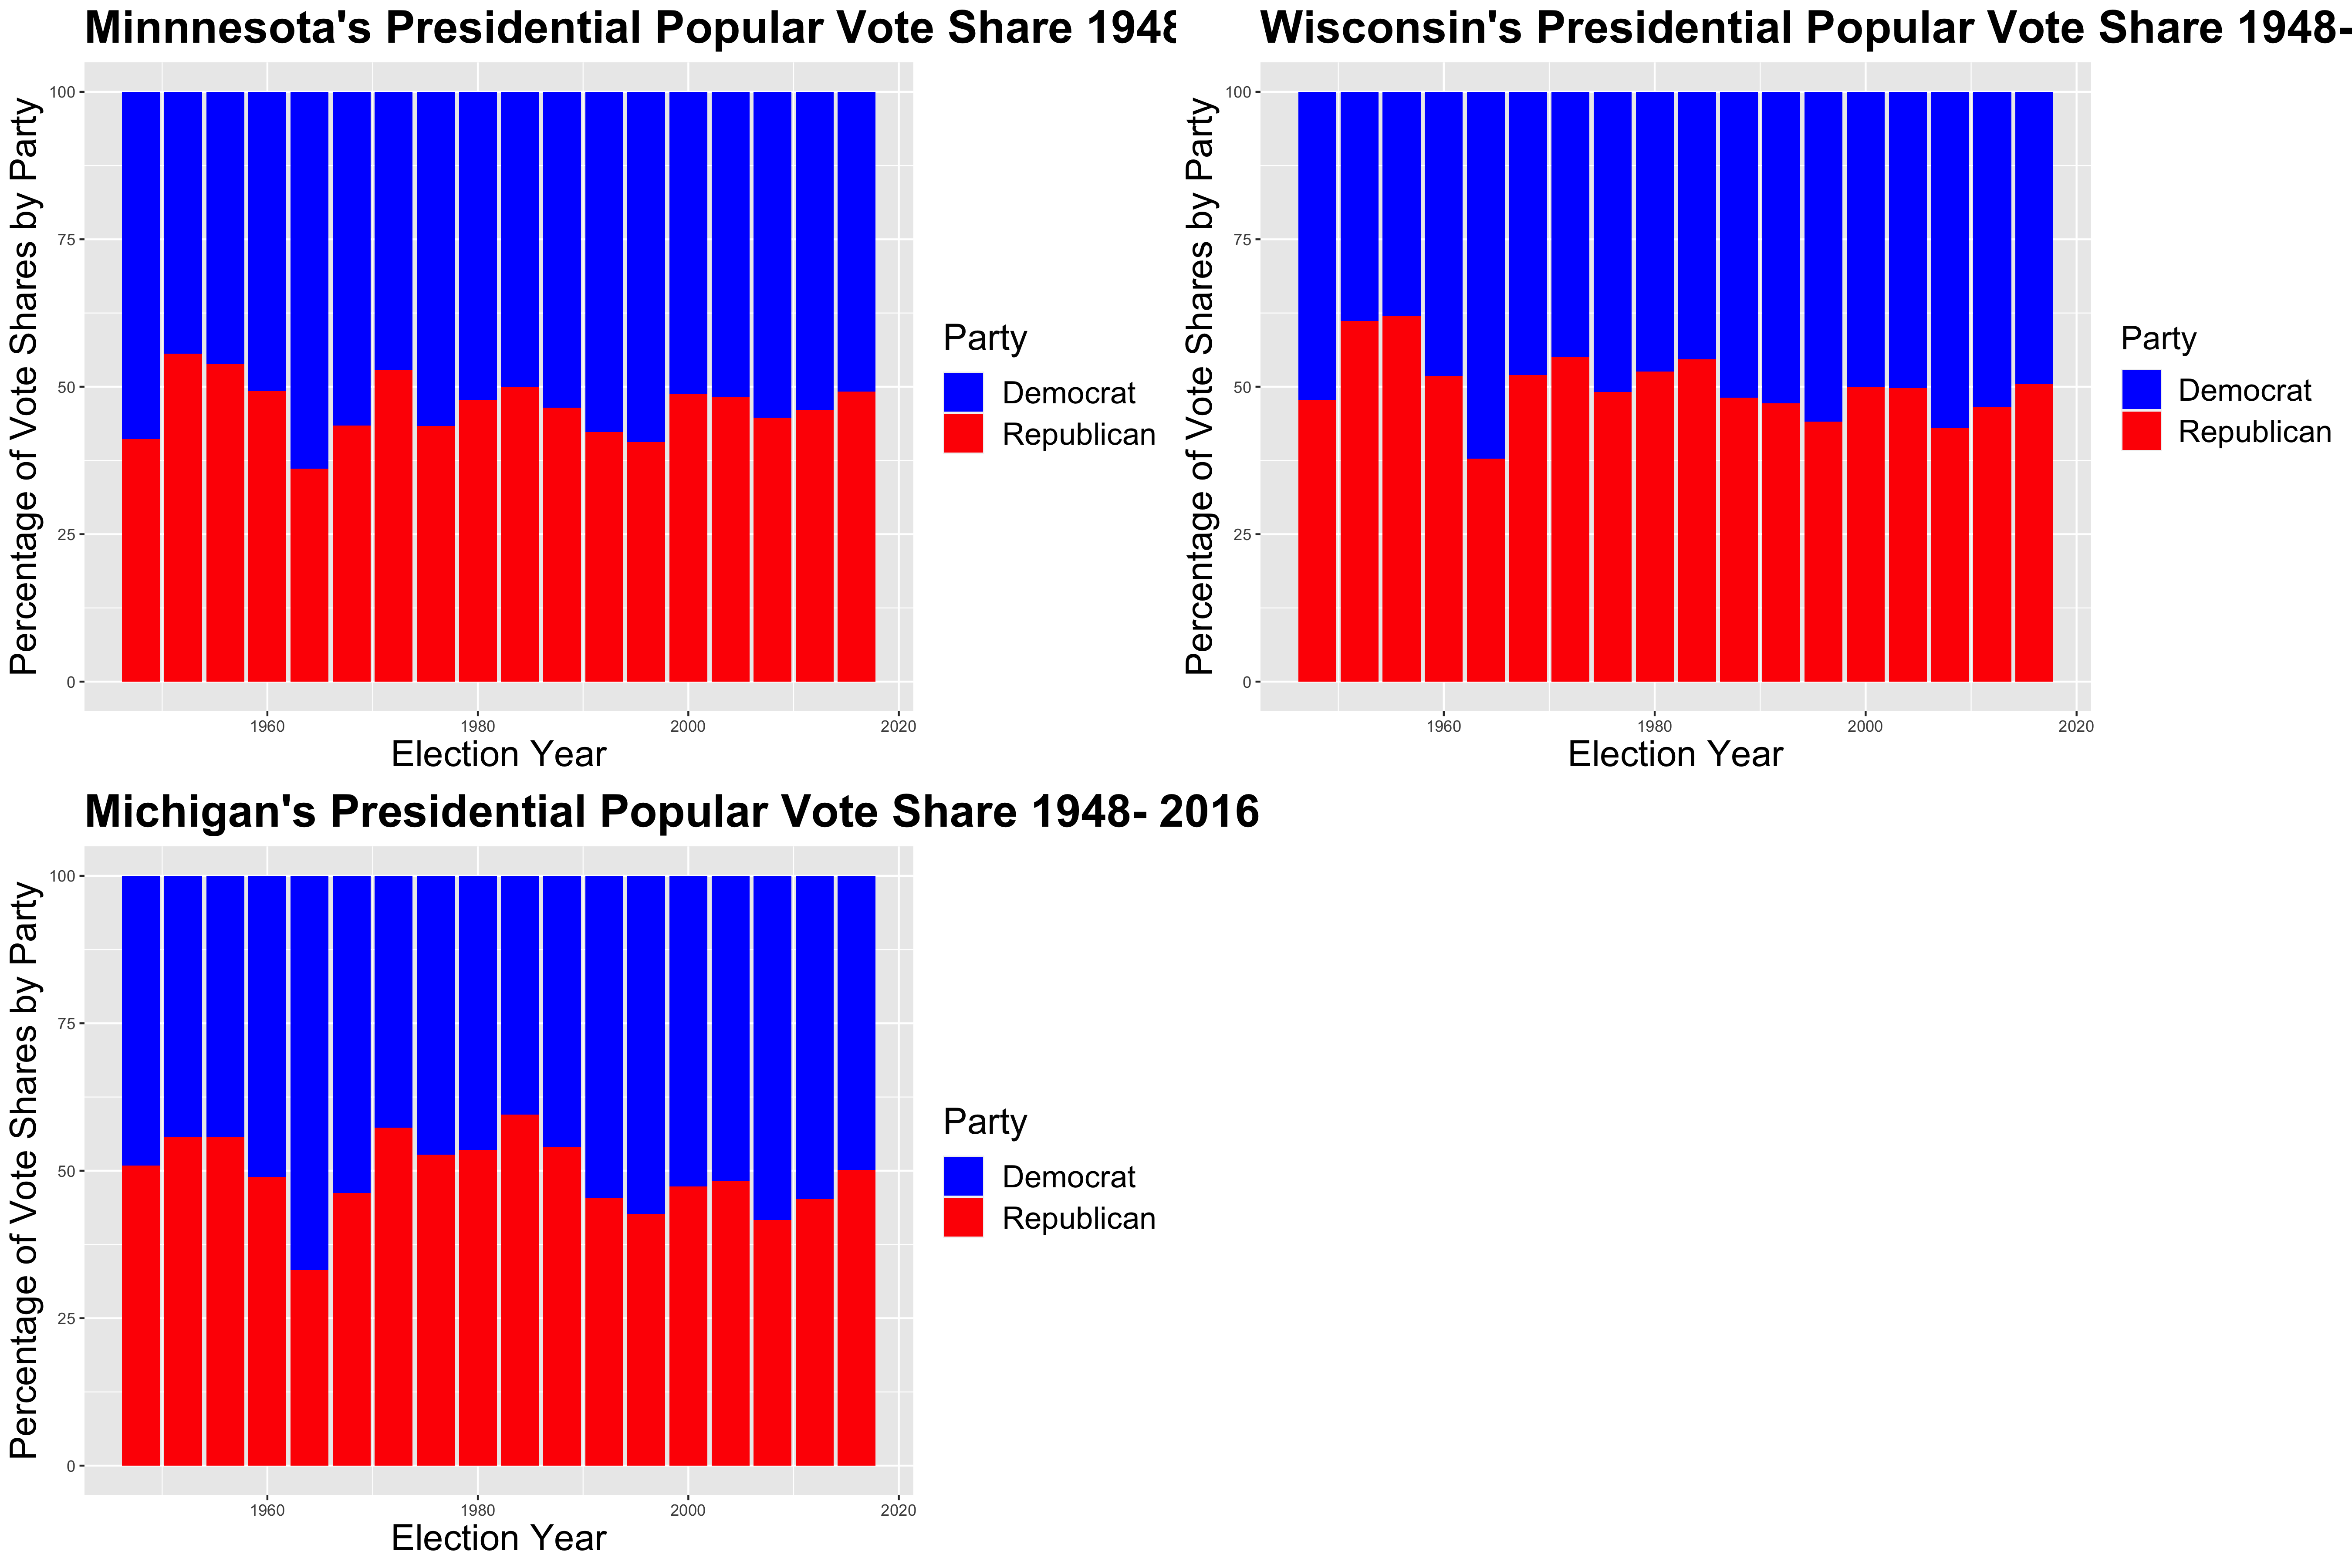 Minnnesota's Presidential Popular Vote Share 1948
Percentage of Vote Shares by Party
100
75
50
25
0
1960 1980 2000 2020
Election Year
Party
Democrat
Republican
Wisconsin's Presidential Popular Vote Share 1948-
Percentage of Vote Shares by Party
100
75
50
25
0
1960 1980 2000 2020
Election Year
Party
Democrat
Republican
Michigan's Presidential Popular Vote Share 1948- 2016
Percentage of Vote Shares by Party
100
75
50
25
0
1960 1980 2000 2020
Election Year
Party
Democrat
Republican